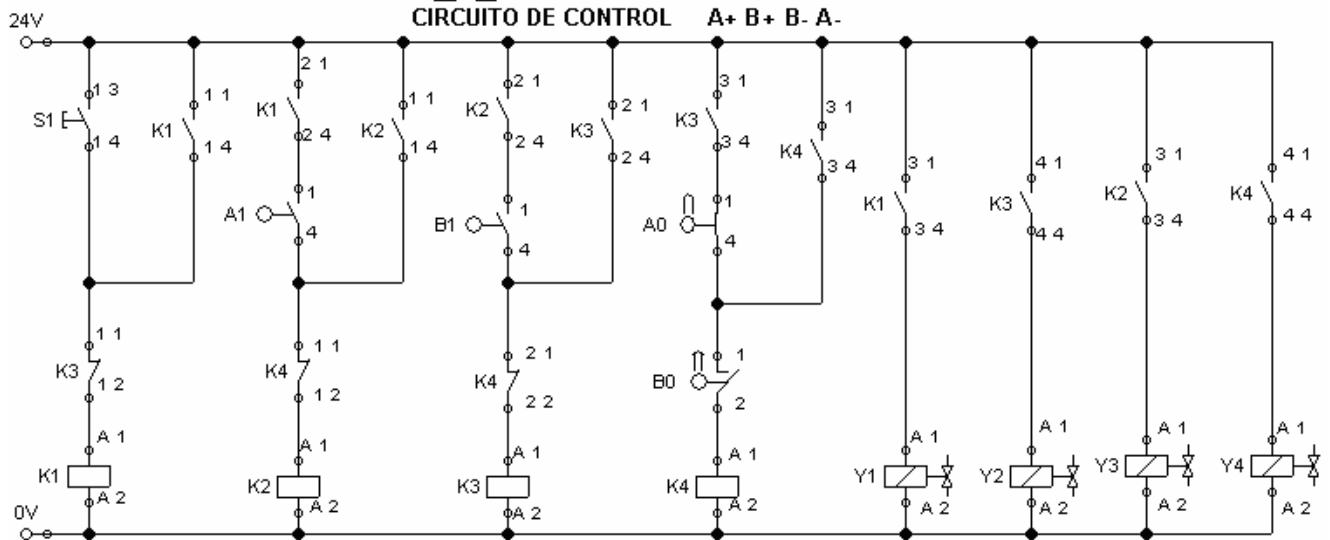 CIRCUITO DE CONTROL A+ B+ B- A-
24V
S1 13 14
K1 11 14
K1 21 24
A1 1 4
K2 11 14
K2 21 24
B1 1 4
K3 21 24
K3 31 34
A0 1 4
K4 31 34
K1 31 34
K3 41 44
K2 31 34
K4 41 44
K3 11 12
K4 11 12
K4 21 22
B0 1 2
K1 A1 A2
K2 A1 A2
K3 A1 A2
K4 A1 A2
Y1 A1 A2
Y2 A1 A2
Y3 A1 A2
Y4 A1 A2
0V